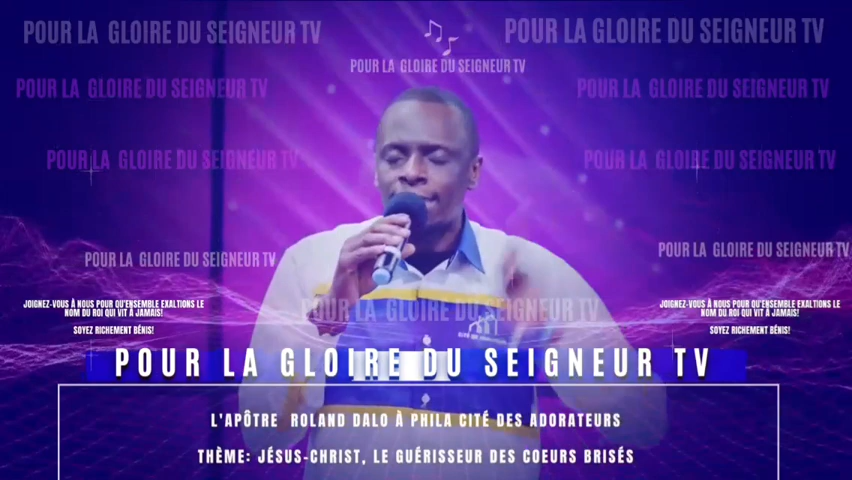 POUR LA GLOIRE DU SEIGNEUR TV
POUR LA GLOIRE DU SEIGNEUR TV
POUR LA GLOIRE DU SEIGNEUR TV
POUR LA GLOIRE DU SEIGNEUR TV
POUR LA GLOIRE DU SEIGNEUR TV
POUR LA GLOIRE DU SEIGNEUR TV
POUR LA GLOIRE DU SEIGNEUR TV
POUR LA GLOIRE DU SEIGNEUR TV
POUR LA GLOIRE DU SEIGNEUR TV
JOIGNEZ-VOUS À NOUS POUR QU'ENSEMBLE EXALTIONS LE
NOM DU ROI QUI VIT À JAMAIS!
SOYEZ RICHEMENT BÉNIS!
JOIGNEZ-VOUS À NOUS POUR QU'ENSEMBLE EXALTIONS LE
NOM DU ROI QUI VIT À JAMAIS!
SOYEZ RICHEMENT BÉNIS!
POUR LA GLOIRE DU SEIGNEUR TV
POUR LA GLOIRE DU SEIGNEUR TV
L'APÔTRE ROLAND DALO À PHILA CITÉ DES ADORATEURS
THÈME: JÉSUS-CHRIST, LE GUÉRISSEUR DES COEURS BRISÉS